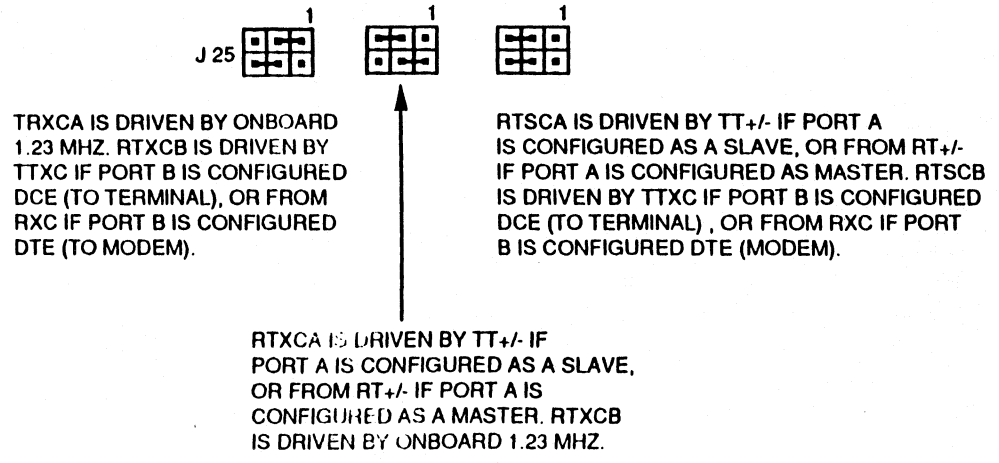 1 1 1
J 25
TRXCA IS DRIVEN BY ONBOARD
1.23 MHZ. RTXCB IS DRIVEN BY
TTXC IF PORT B IS CONFIGURED
DCE (TO TERMINAL), OR FROM
RXC IF PORT B IS CONFIGURED
DTE (TO MODEM).
RTSCA IS DRIVEN BY TT+/- IF PORT A
IS CONFIGURED AS A SLAVE, OR FROM RT+/-
IF PORT A IS CONFIGURED AS MASTER. RTSCB
IS DRIVEN BY TTXC IF PORT B IS CONFIGURED
DCE (TO TERMINAL) , OR FROM RXC IF PORT
B IS CONFIGURED DTE (MODEM).
RTXCA IS DRIVEN BY TT+/- IF
PORT A IS CONFIGURED AS A SLAVE,
OR FROM RT+/- IF PORT A IS
CONFIGURED AS A MASTER. RTXCB
IS DRIVEN BY ONBOARD 1.23 MHZ.